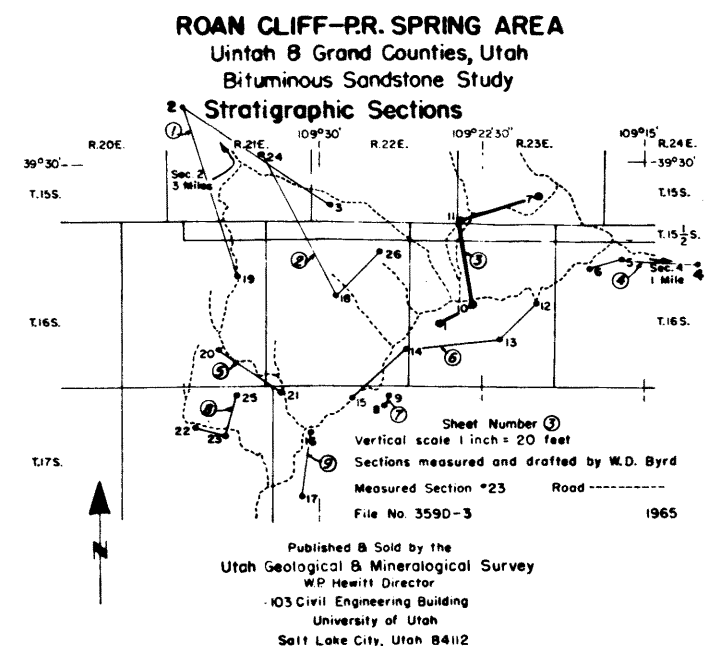 ROAN CLIFF-P.R. SPRING AREA
Uintah & Grand Counties, Utah
Bituminous Sandstone Study
Stratigraphic Sections
R.20E. R.21E. 109°30' R.22E. 109°22'30" R.23E. 109°15' R.24E.
39°30' 39°30'
2
1
24
Sec. 2
3 Miles
T.15S. T.15S.
3
7
11
T.15 1/2 S.
19
2
26
3
6
5
4
Sec. 4
1 Mile
4
18
10
12
T.16S. T.16S.
1
13
14
6
20
5
21
15
25
8
9
8
7
22
23
16
9
17
T.17S.
Sheet Number 3
Vertical scale 1 inch = 20 feet
Sections measured and drafted by W.D. Byrd
Measured Section •23 Road
File No. 359D-3 1965
N
Published & Sold by the
Utah Geological & Mineralogical Survey
W.P. Hewitt Director
103 Civil Engineering Building
University of Utah
Salt Lake City, Utah 84112